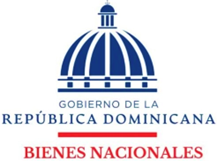 GOBIERNO DE LA
REPÚBLICA DOMINICANA
BIENES NACIONALES